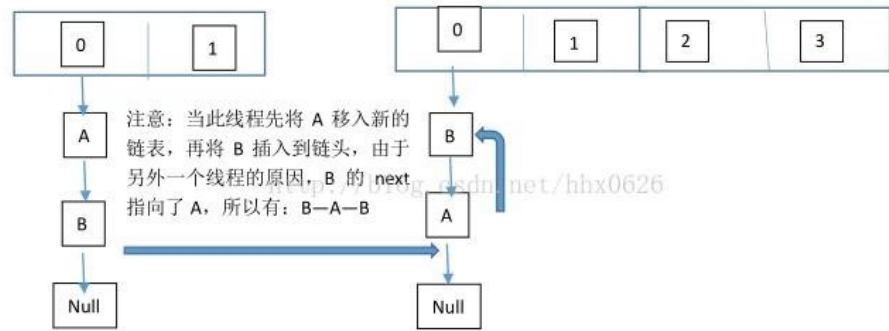 0 1
0 1 2 3
A
B
Null
注意：当此线程先将 A 移入新的
链表，再将 B 插入到链头，由于
另外一个线程的原因，B 的 next
指向了 A，所以有：B—A—B
http://blog.csdn.net/hhx0626
B
A
Null